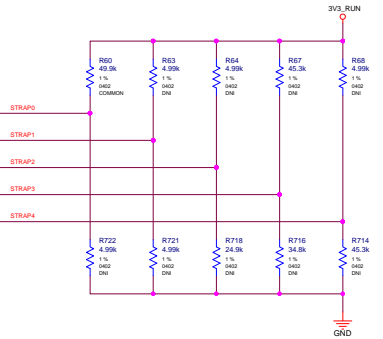 3V3_RUN
R60
49.9k
1 %
0402
COMMON
R63
4.99k
1 %
0402
DNI
R64
4.99k
1 %
0402
DNI
R67
45.3k
1 %
0402
DNI
R68
4.99k
1 %
0402
DNI
STRAP0
STRAP1
STRAP2
STRAP3
STRAP4
R722
4.99k
1 %
0402
DNI
R721
4.99k
1 %
0402
DNI
R718
24.9k
1 %
0402
DNI
R716
34.8k
1 %
0402
DNI
R714
45.3k
1 %
0402
DNI
GND